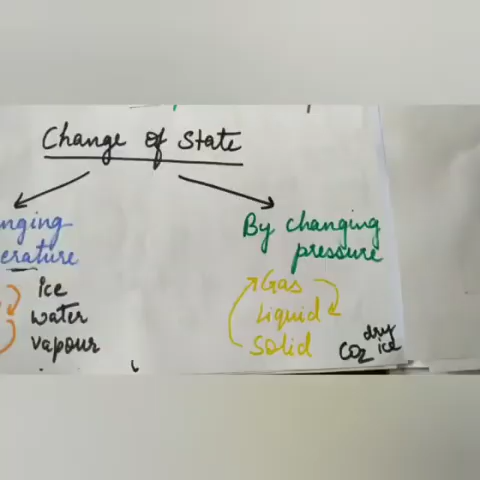 Change of State
nging
erature
ice
water
vapour
By changing
pressure
Gas
Liquid
Solid
CO2 dry
ice